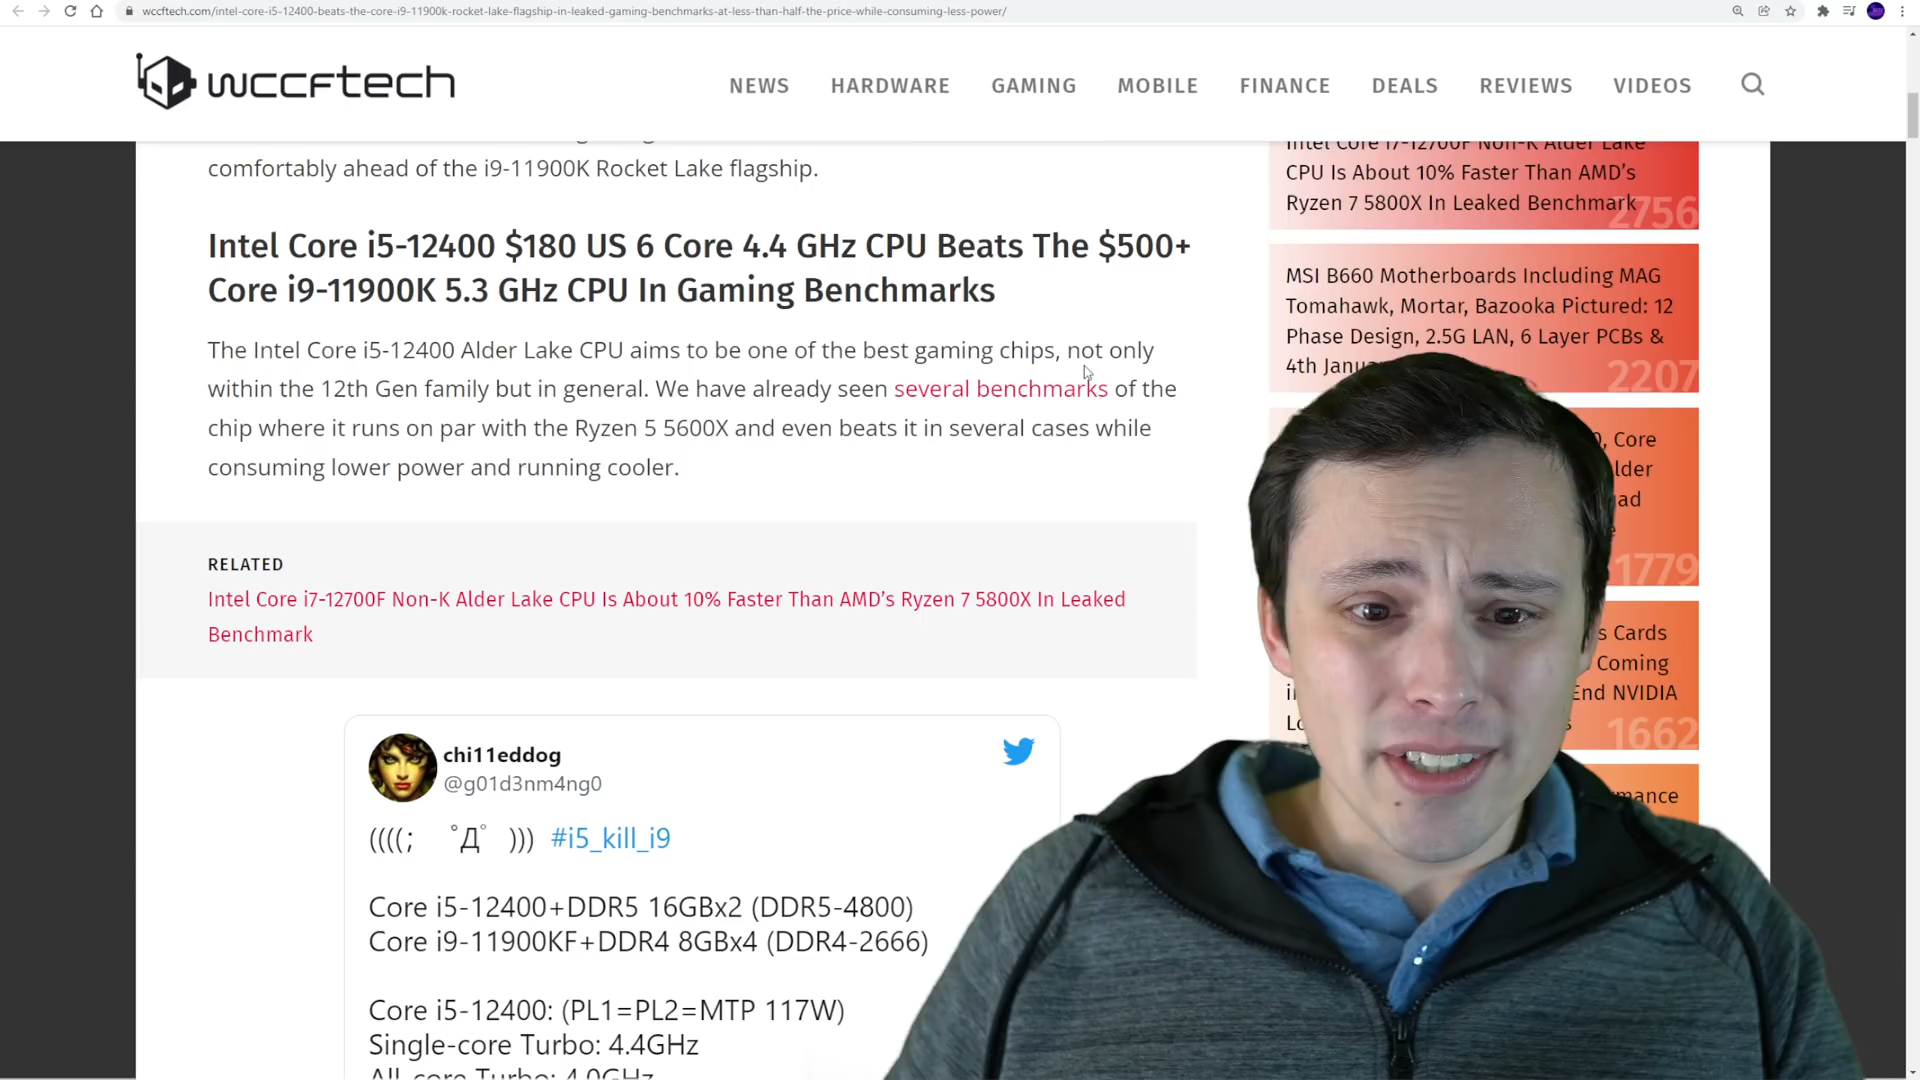 wccftech.com/intel-core-i5-12400-beats-the-core-i9-11900k-rocket-lake-flagship-in-leaked-gaming-benchmarks-at-less-than-half-the-price-while-consuming-less-power/
wccftech
NEWS HARDWARE GAMING MOBILE FINANCE DEALS REVIEWS VIDEOS
comfortably ahead of the i9-11900K Rocket Lake flagship.
Intel Core i5-12400 $180 US 6 Core 4.4 GHz CPU Beats The $500+
Core i9-11900K 5.3 GHz CPU In Gaming Benchmarks
The Intel Core i5-12400 Alder Lake CPU aims to be one of the best gaming chips, not only
within the 12th Gen family but in general. We have already seen several benchmarks of the
chip where it runs on par with the Ryzen 5 5600X and even beats it in several cases while
consuming lower power and running cooler.
RELATED
Intel Core i7-12700F Non-K Alder Lake CPU Is About 10% Faster Than AMD’s Ryzen 7 5800X In Leaked
Benchmark
chi11eddog
@g01d3nm4ng0
((((;゚Д゚))) #i5_kill_i9
Core i5-12400+DDR5 16GBx2 (DDR5-4800)
Core i9-11900KF+DDR4 8GBx4 (DDR4-2666)
Core i5-12400: (PL1=PL2=MTP 117W)
Single-core Turbo: 4.4GHz
All-core Turbo: 4.0GHz
Intel Core i7-12700F Non-K Alder Lake
CPU Is About 10% Faster Than AMD’s
Ryzen 7 5800X In Leaked Benchmark
2756
MSI B660 Motherboards Including MAG
Tomahawk, Mortar, Bazooka Pictured: 12
Phase Design, 2.5G LAN, 6 Layer PCBs &
4th
2207
Core
1779
Cards
Coming
End NVIDIA
1662